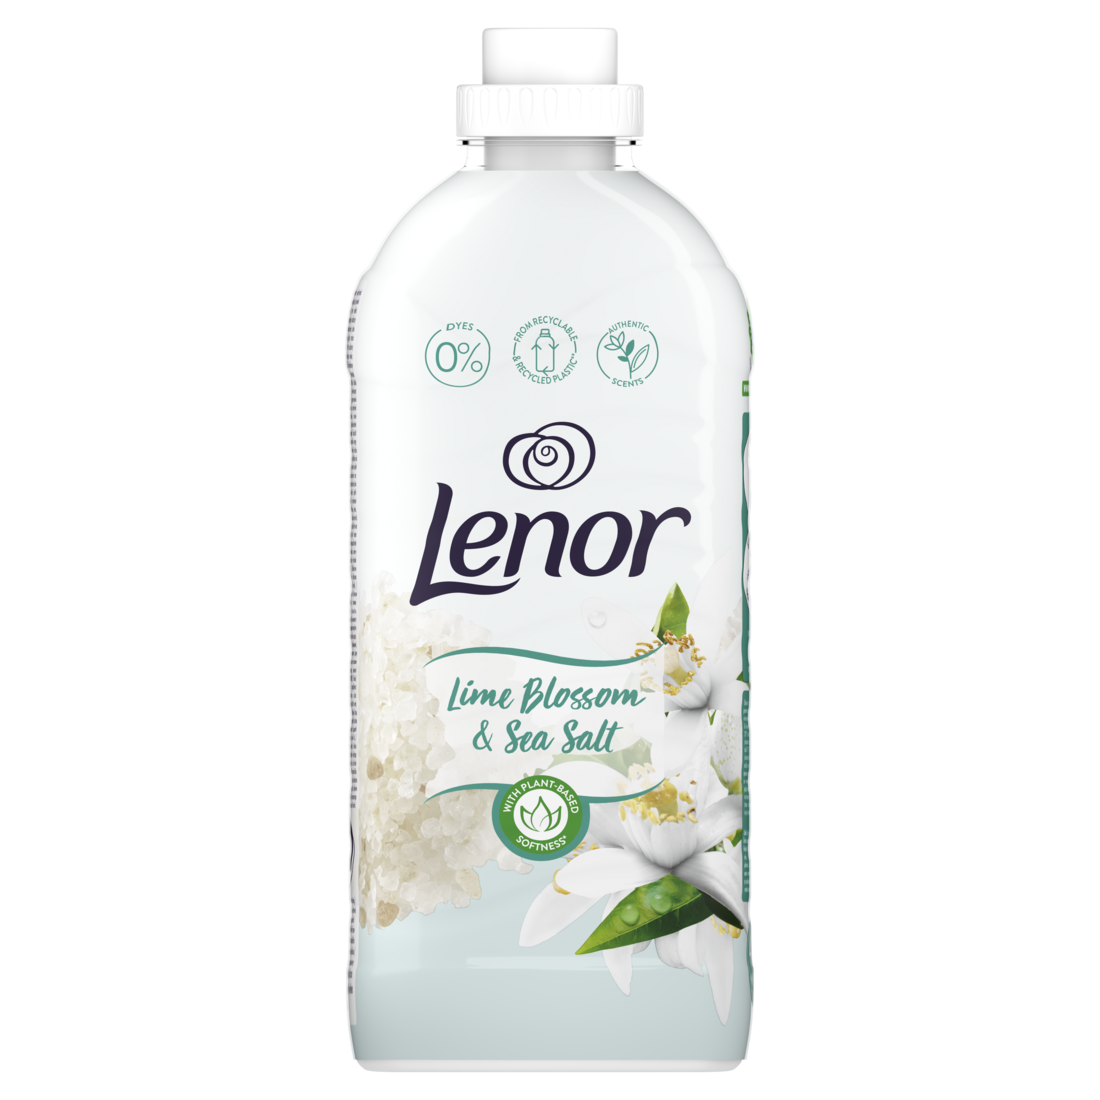 DYES
0%
FROM RECYCLABLE
& RECYCLED PLASTIC**
AUTHENTIC
SCENTS
Lenor
Lime Blossom
& Sea Salt
WITH PLANT-BASED
SOFTNESS*